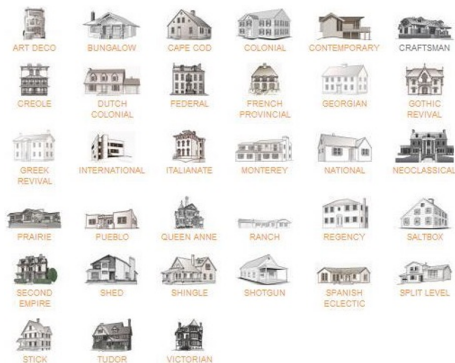 ART DECO BUNGALOW CAPE COD COLONIAL CONTEMPORARY CRAFTSMAN
CREOLE DUTCH COLONIAL FEDERAL FRENCH PROVINCIAL GEORGIAN GOTHIC REVIVAL
GREEK REVIVAL INTERNATIONAL ITALIANATE MONTEREY NATIONAL NEOCLASSICAL
PRAIRIE PUEBLO QUEEN ANNE RANCH REGENCY SALTBOX
SECOND EMPIRE SHED SHINGLE SHOTGUN SPANISH ECLECTIC SPLIT LEVEL
STICK TUDOR VICTORIAN